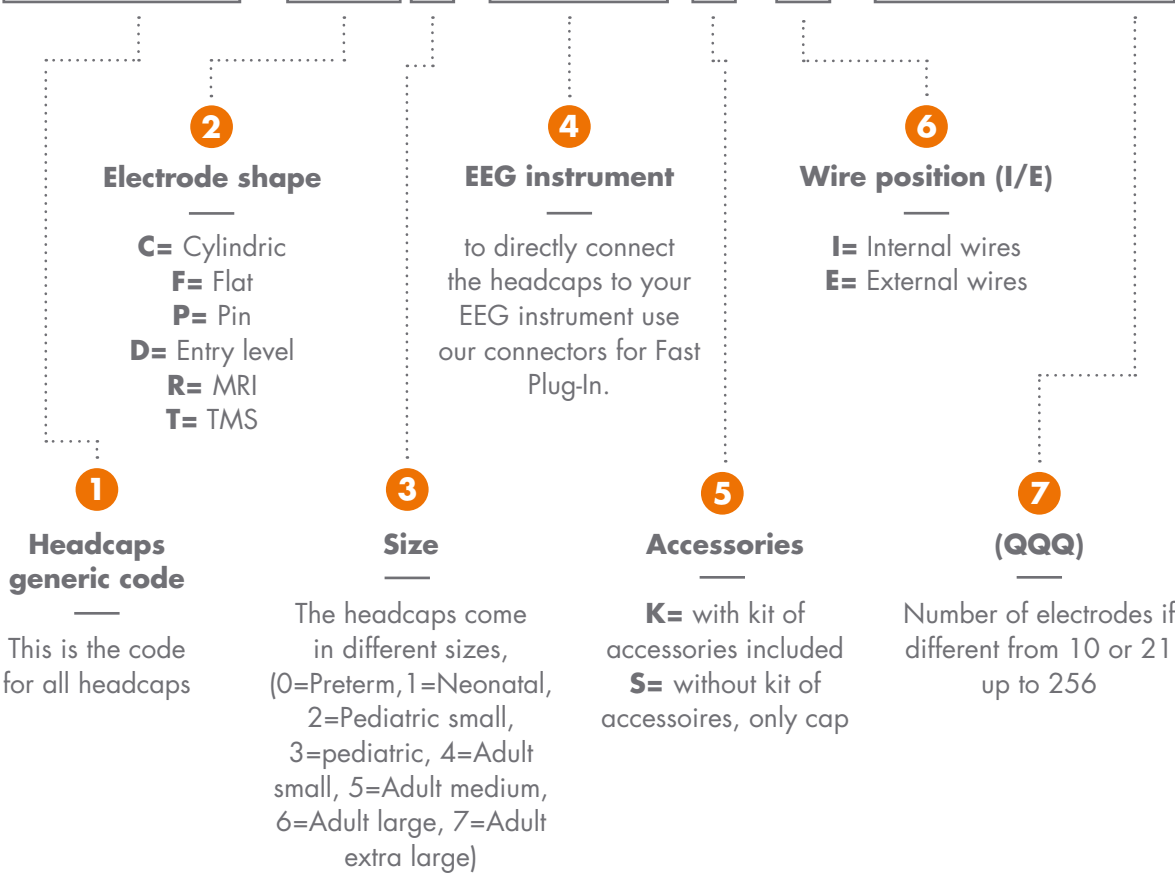 2
Electrode shape
C= Cylindric
F= Flat
P= Pin
D= Entry level
R= MRI
T= TMS
4
EEG instrument
to directly connect
the headcaps to your
EEG instrument use
our connectors for Fast
Plug-In.
6
Wire position (I/E)
I= Internal wires
E= External wires
1
Headcaps
generic code
This is the code
for all headcaps
3
Size
The headcaps come
in different sizes,
(0=Preterm,1=Neonatal,
2=Pediatric small,
3=pediatric, 4=Adult
small, 5=Adult medium,
6=Adult large, 7=Adult
extra large)
5
Accessories
K= with kit of
accessories included
S= without kit of
accessoires, only cap
7
(QQQ)
Number of electrodes if
different from 10 or 21
up to 256